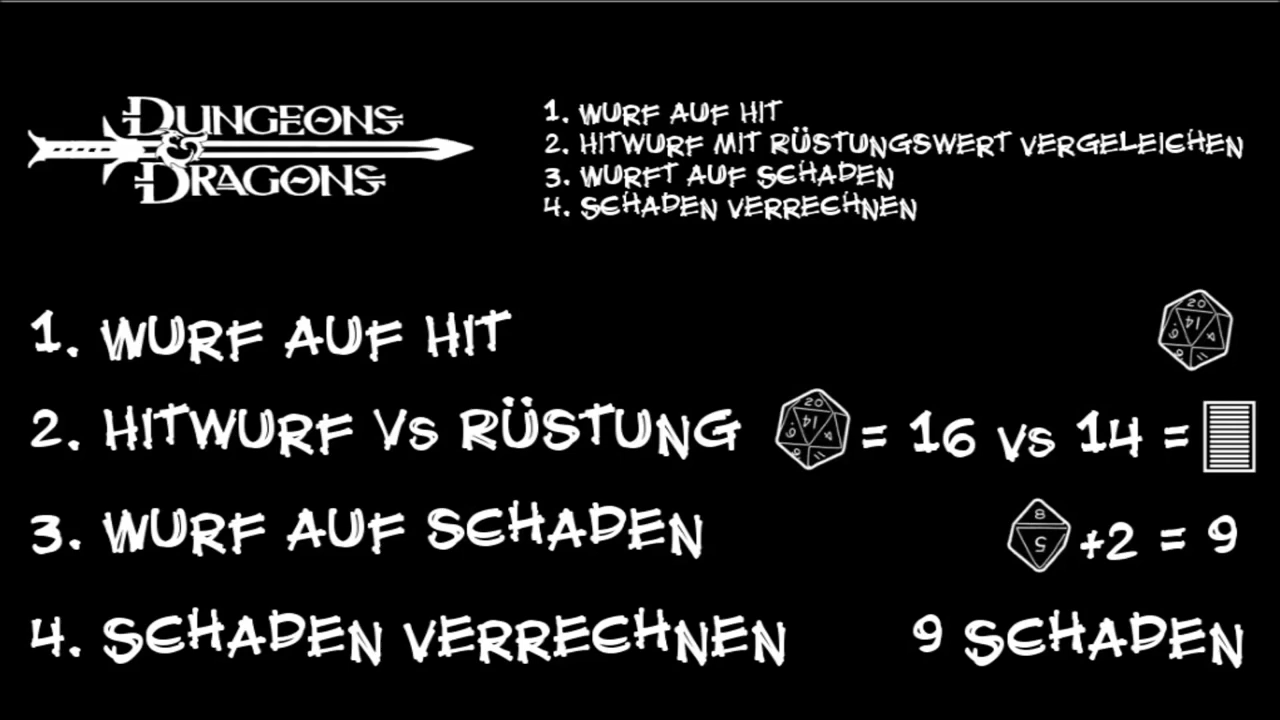 DUNGEONS
&
DRAGONS
1. WURF AUF HIT
2. HITWURF MIT RÜSTUNGSWERT VERGELEICHEN
3. WURFT AUF SCHADEN
4. SCHADEN VERRECHNEN
1. WURF AUF HIT
2. HITWURF VS RÜSTUNG = 16 VS 14 =
3. WURF AUF SCHADEN +2 = 9
4. SCHADEN VERRECHNEN 9 SCHADEN